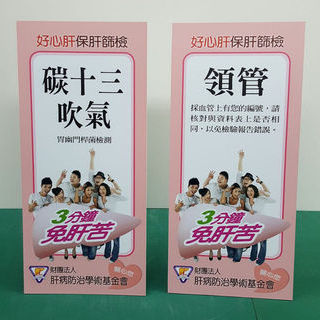 好心肝保肝篩檢
碳十三
吹氣
胃幽門桿菌檢測
3分鐘
免肝苦
財團法人
肝病防治學術基金會
好心肝保肝篩檢
領管
採血管上有您的編號，請
核對與資料表上是否相
同，以免檢驗報告錯誤。
3分鐘
免肝苦
財團法人
肝病防治學術基金會